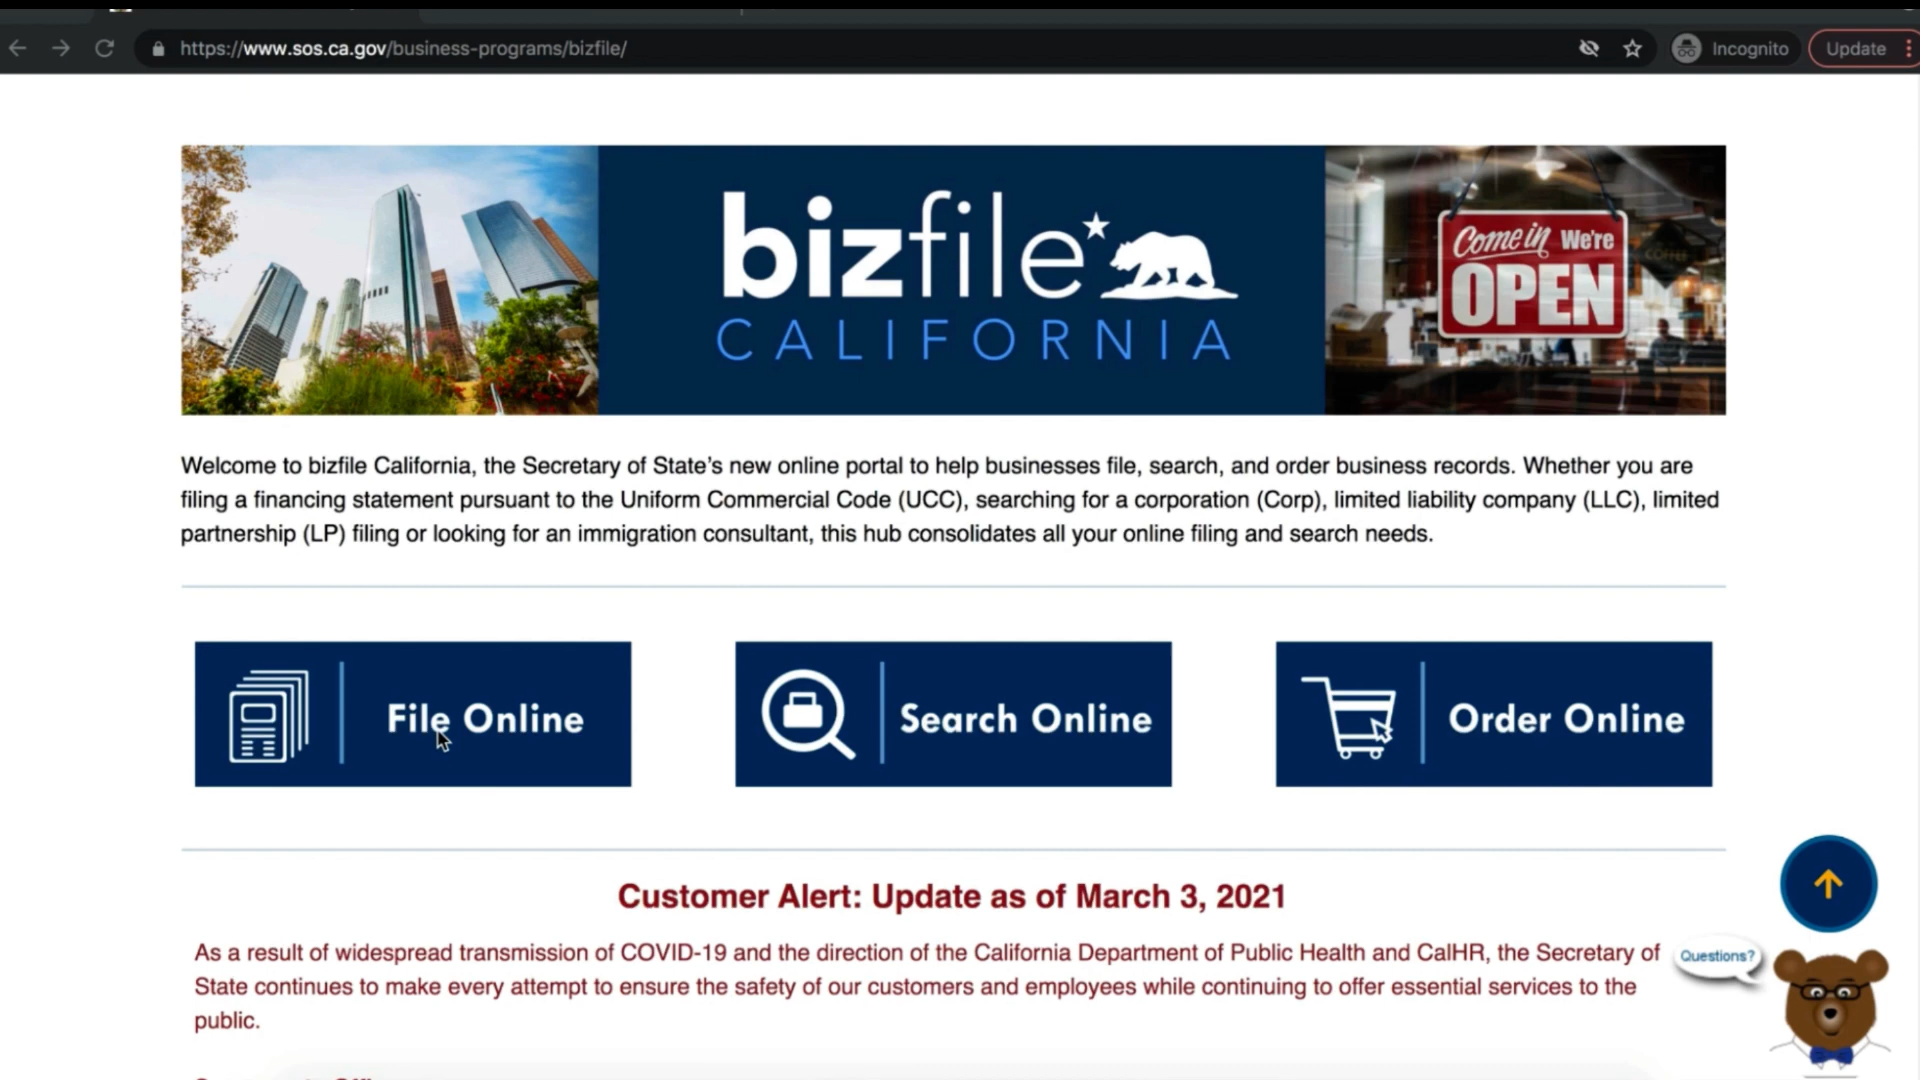 https://www.sos.ca.gov/business-programs/bizfile/
Incognito
Update
bizfile
CALIFORNIA
Come in We're
OPEN
COFFEE
Welcome to bizfile California, the Secretary of State's new online portal to help businesses file, search, and order business records. Whether you are
filing a financing statement pursuant to the Uniform Commercial Code (UCC), searching for a corporation (Corp), limited liability company (LLC), limited
partnership (LP) filing or looking for an immigration consultant, this hub consolidates all your online filing and search needs.
File Online
Search Online
Order Online
Customer Alert: Update as of March 3, 2021
As a result of widespread transmission of COVID-19 and the direction of the California Department of Public Health and CalHR, the Secretary of
State continues to make every attempt to ensure the safety of our customers and employees while continuing to offer essential services to the
public.
Questions?